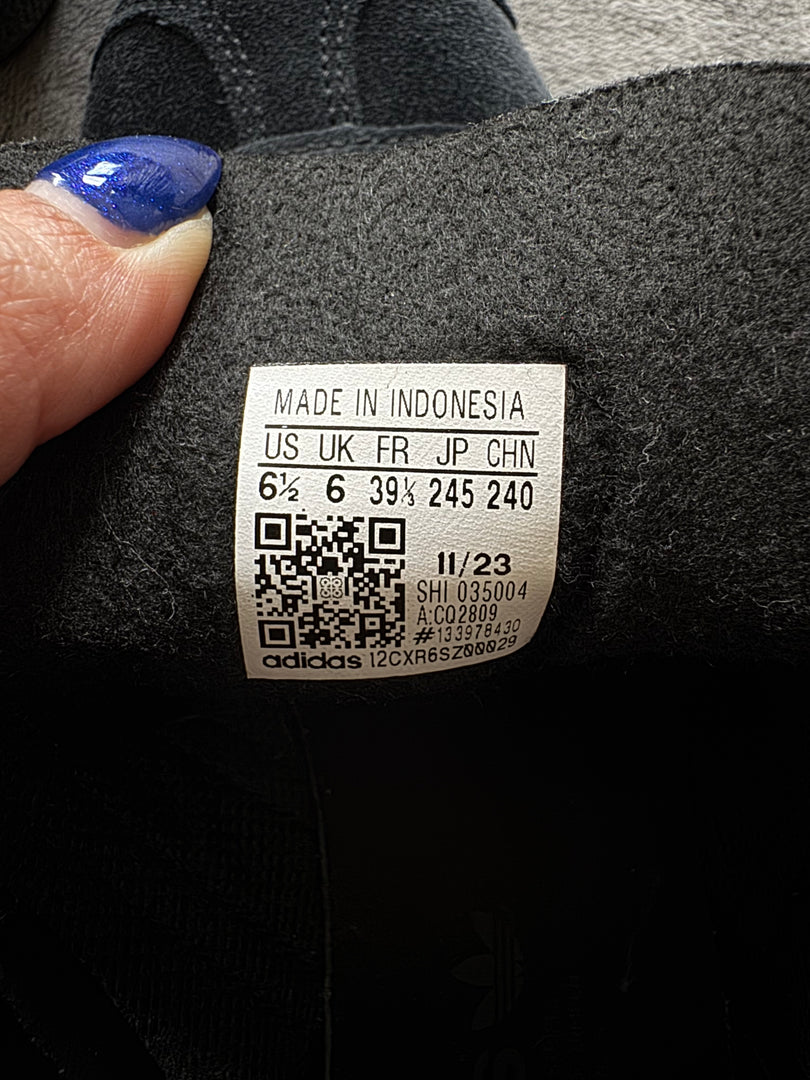 MADE IN INDONESIA
US UK FR JP CHN
6½ 6 39⅓ 245 240
11/23
SHI 035004
A:CQ2809
#133978430
adidas 12CXR6SZ00029